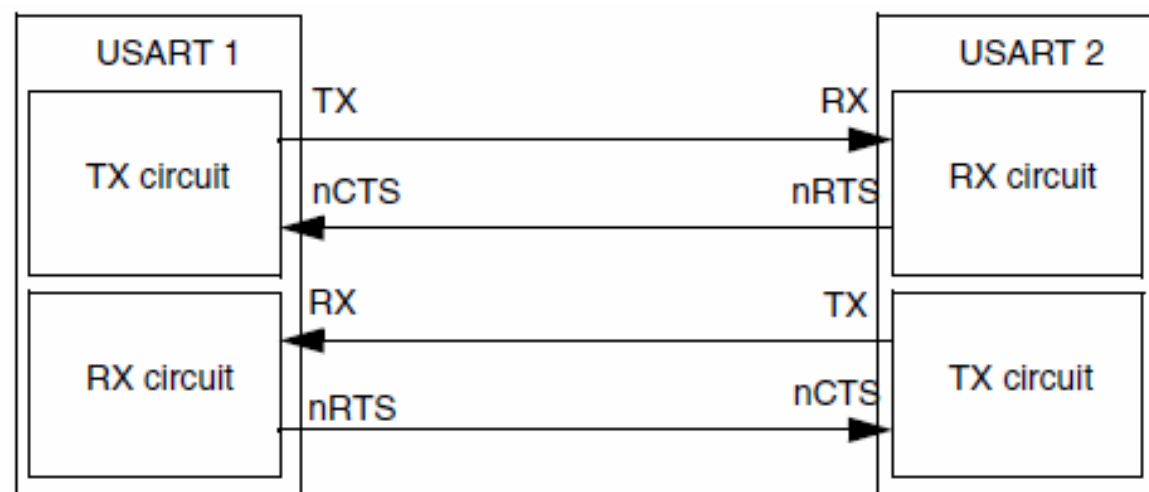 USART 1
USART 2
TX
RX
TX circuit
RX circuit
nCTS
nRTS
RX
TX
RX circuit
TX circuit
nRTS
nCTS